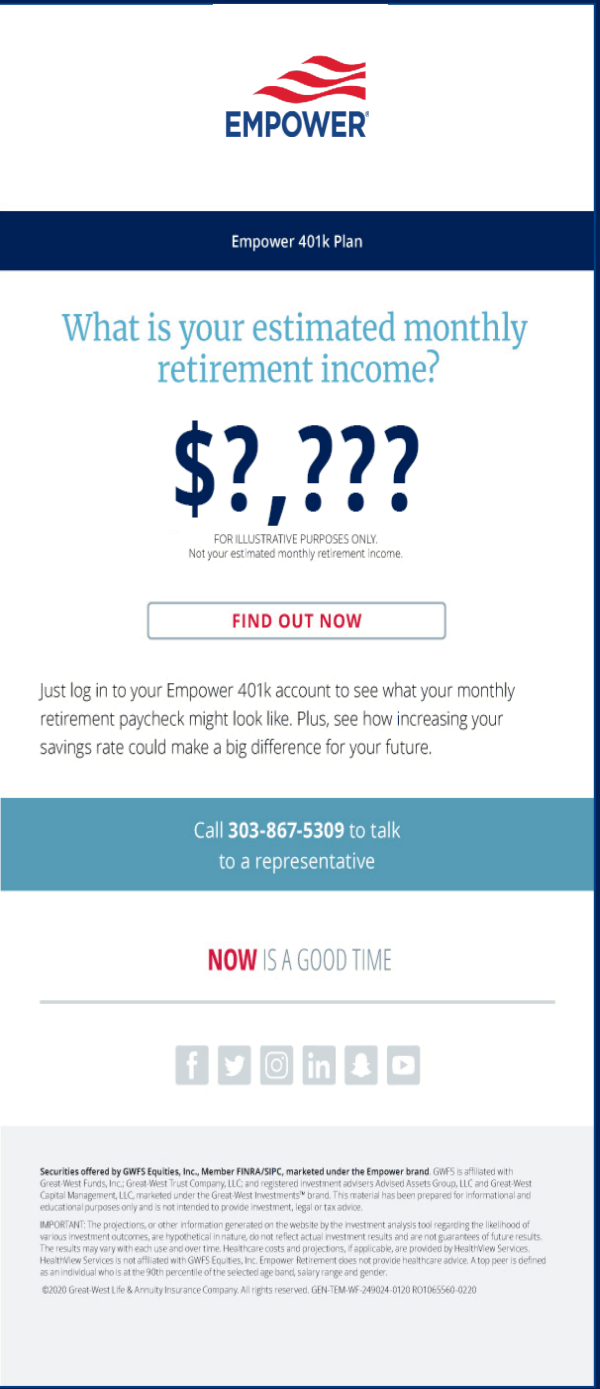 EMPOWER®
Empower 401k Plan
What is your estimated monthly
retirement income?
$?,???
FOR ILLUSTRATIVE PURPOSES ONLY.
Not your estimated monthly retirement income.
FIND OUT NOW
Just log in to your Empower 401k account to see what your monthly
retirement paycheck might look like. Plus, see how increasing your
savings rate could make a big difference for your future.
Call 303-867-5309 to talk
to a representative
NOW IS A GOOD TIME
Securities offered by GWFS Equities, Inc., Member FINRA/SIPC, marketed under the Empower brand. GWFS is affiliated with
Great-West Funds, Inc.; Great-West Trust Company, LLC; and registered investment advisers Advised Assets Group, LLC and Great-West
Capital Management, LLC, marketed under the Great-West Investments™ brand. This material has been prepared for informational and
educational purposes only and is not intended to provide investment, legal or tax advice.
IMPORTANT: The projections, or other information generated on the website by the investment analysis tool regarding the likelihood of
various investment outcomes, are hypothetical in nature, do not reflect actual investment results and are not guarantees of future results.
The results may vary with each use and over time. Healthcare costs and projections, if applicable, are provided by HealthView Services.
HealthView Services is not affiliated with GWFS Equities, Inc. Empower Retirement does not provide healthcare advice. A top peer is defined
as an individual who is at the 90th percentile of the selected age band, salary range and gender.
©2020 Great-West Life & Annuity Insurance Company. All rights reserved. GEN-TEM-WF-249024-0120 RO1065560-0220